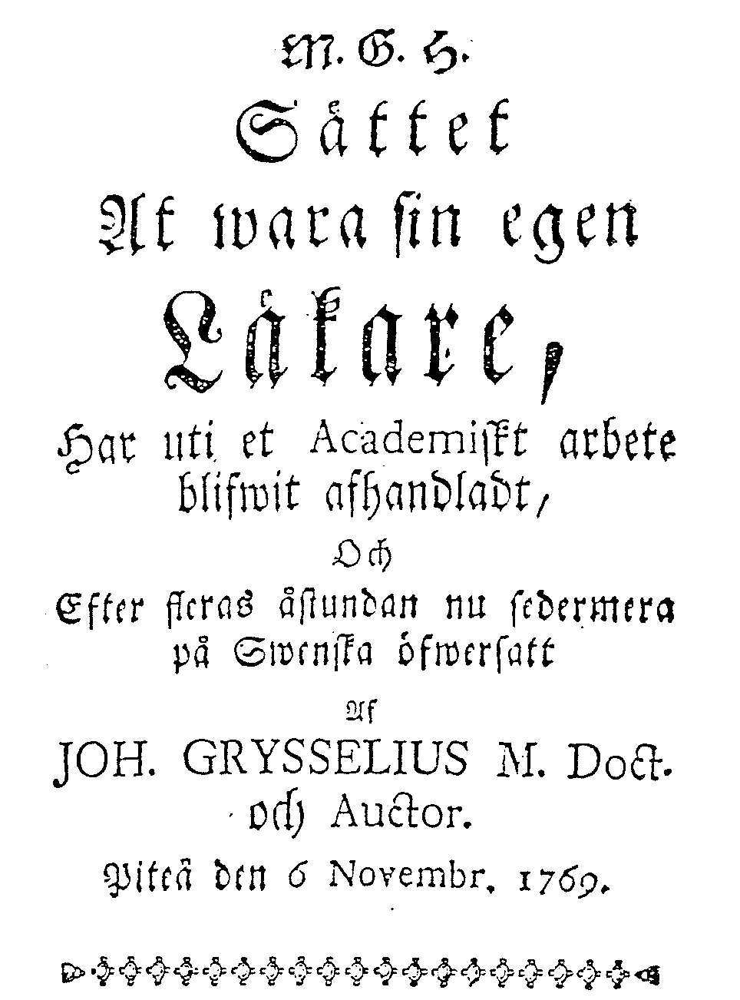 M. G. H.
Sättet
At wara sin egen
Läkare,
Har uti et Academiskt arbete
blifwit afhandladt,
Och
Efter fleras åstundan nu sedermera
på Swenska öfwersatt
Af
JOH. GRYSSELIUS M. Doct.
och Auctor.
Piteå den 6 Novembr. 1769.